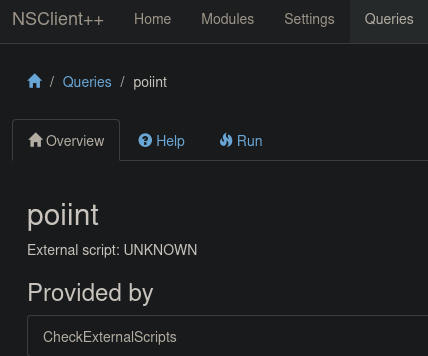 NSClient++ Home Modules Settings Queries
/ Queries / poiint
Overview Help Run
poiint
External script: UNKNOWN
Provided by
CheckExternalScripts